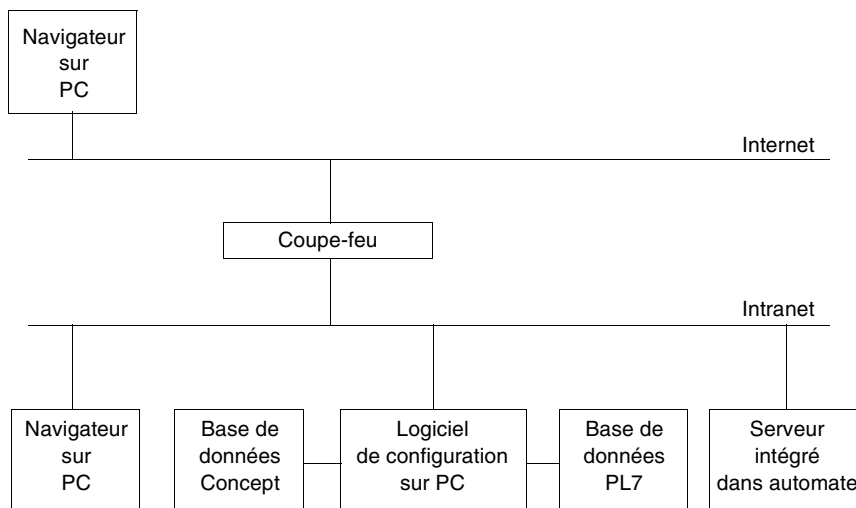 Navigateur
sur
PC
Internet
Coupe-feu
Intranet
Navigateur
sur
PC
Base de
données
Concept
Logiciel
de configuration
sur PC
Base de
données
PL7
Serveur
intégré
dans automate